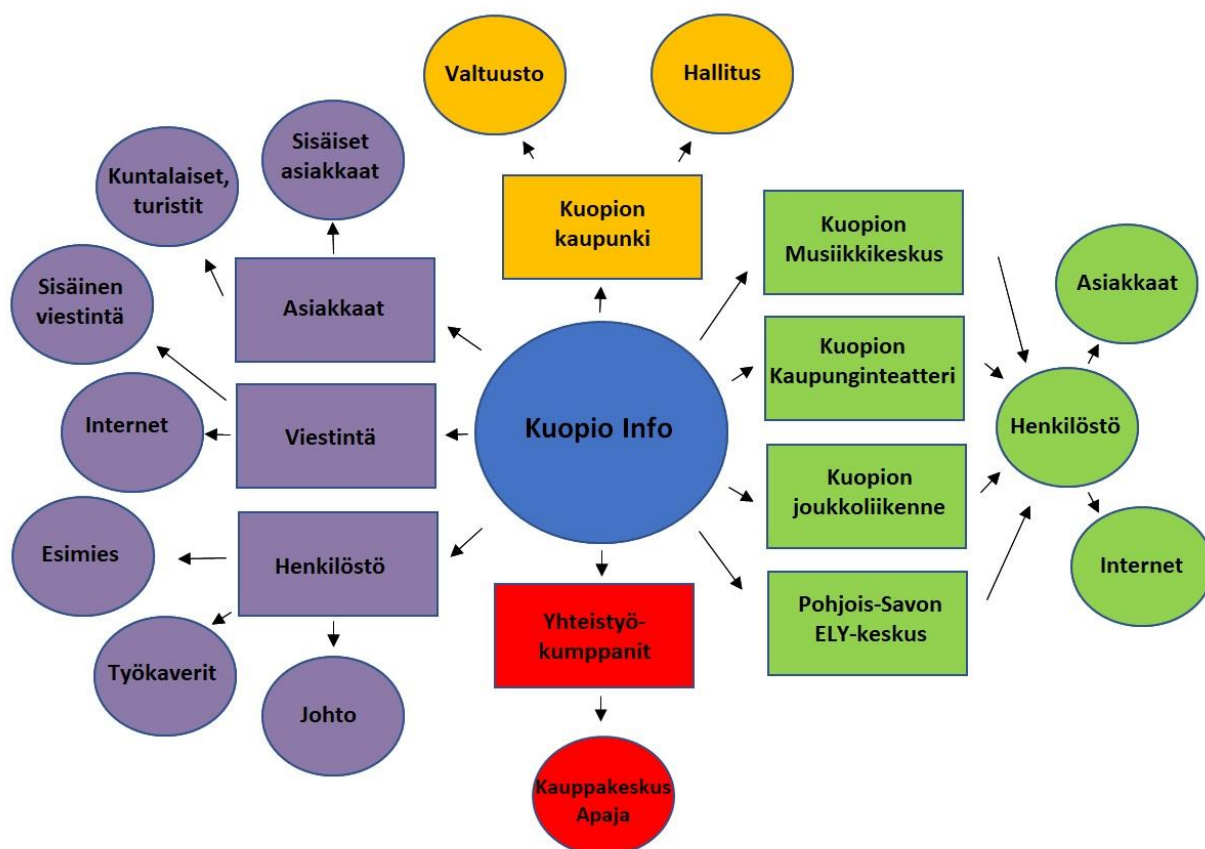 Valtuusto
Hallitus
Sisäiset
asiakkaat
Kuntalaiset,
turistit
Kuopion
kaupunki
Kuopion
Musiikkikeskus
Asiakkaat
Sisäinen
viestintä
Asiakkaat
Kuopion
Kaupunginteatteri
Internet
Viestintä
Kuopio Info
Henkilöstö
Kuopion
joukkoliikenne
Esimies
Henkilöstö
Internet
Yhteistyö-
kumppanit
Pohjois-Savon
ELY-keskus
Työkaverit
Johto
Kauppakeskus
Apaja